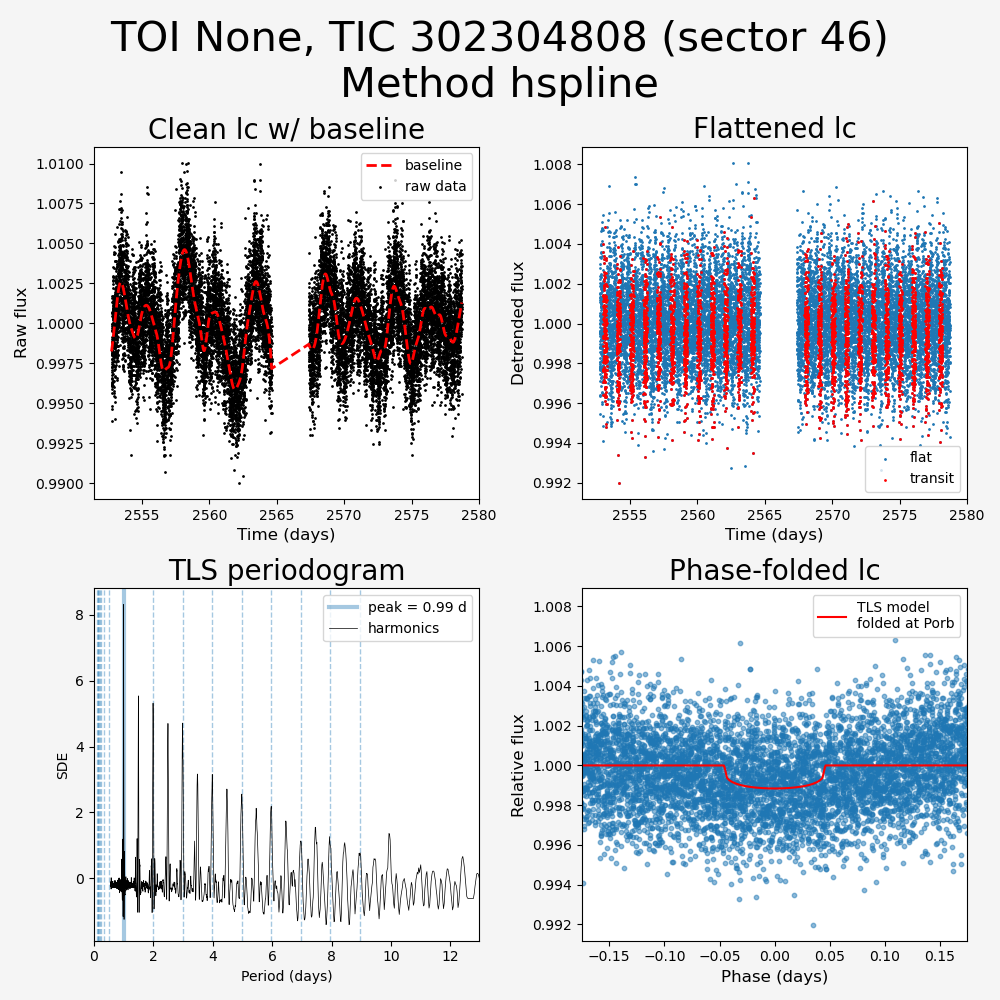 TOI None, TIC 302304808 (sector 46)
Method hspline
Clean lc w/ baseline
Flattened lc
1.0100
1.0075
1.0050
1.0025
1.0000
0.9975
0.9950
0.9925
0.9900
Raw flux
baseline
raw data
2555
2560
2565
2570
2575
2580
Time (days)
1.008
1.006
1.004
1.002
1.000
0.998
0.996
0.994
0.992
Detrended flux
flat
transit
2555
2560
2565
2570
2575
2580
Time (days)
TLS periodogram
Phase-folded lc
8
6
4
2
0
SDE
peak = 0.99 d
harmonics
0
2
4
6
8
10
12
Period (days)
1.008
1.006
1.004
1.002
1.000
0.998
0.996
0.994
0.992
Relative flux
TLS model
folded at Porb
−0.15
−0.10
−0.05
0.00
0.05
0.10
0.15
Phase (days)